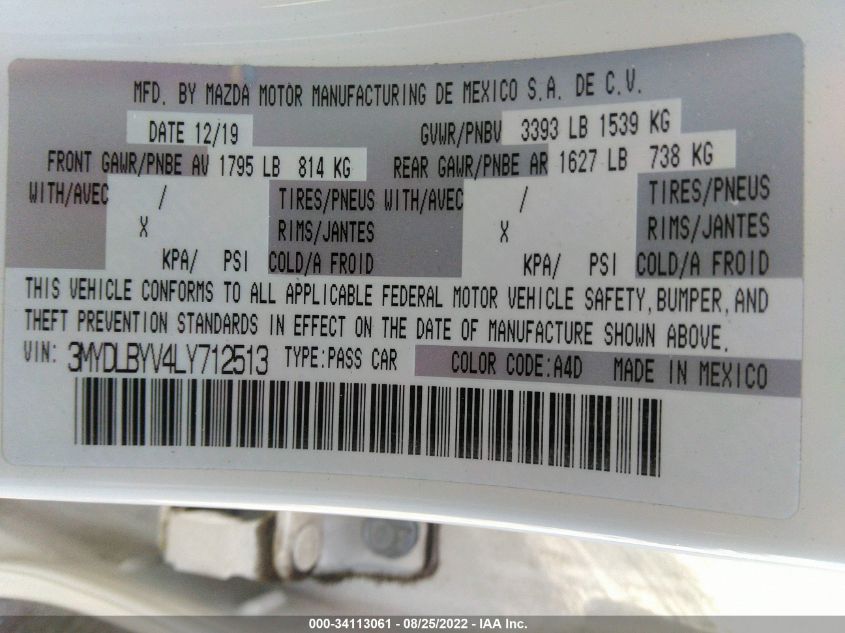 MFD. BY MAZDA MOTOR MANUFACTURING DE MEXICO S.A. DE C.V.
DATE 12/19 GVWR/PNBV 3393 LB 1539 KG
FRONT GAWR/PNBE AV 1795 LB 814 KG REAR GAWR/PNBE AR 1627 LB 738 KG
WITH/AVEC / TIRES/PNEUS WITH/AVEC / TIRES/PNEUS
X RIMS/JANTES X RIMS/JANTES
KPA/ PSI COLD/A FROID KPA/ PSI COLD/A FROID
THIS VEHICLE CONFORMS TO ALL APPLICABLE FEDERAL MOTOR VEHICLE SAFETY, BUMPER, AND
THEFT PREVENTION STANDARDS IN EFFECT ON THE DATE OF MANUFACTURE SHOWN ABOVE.
VIN: 3MYDLBYV4LY712513 TYPE:PASS CAR COLOR CODE:A4D MADE IN MEXICO
000-34113061 - 08/25/2022 - IAA Inc.